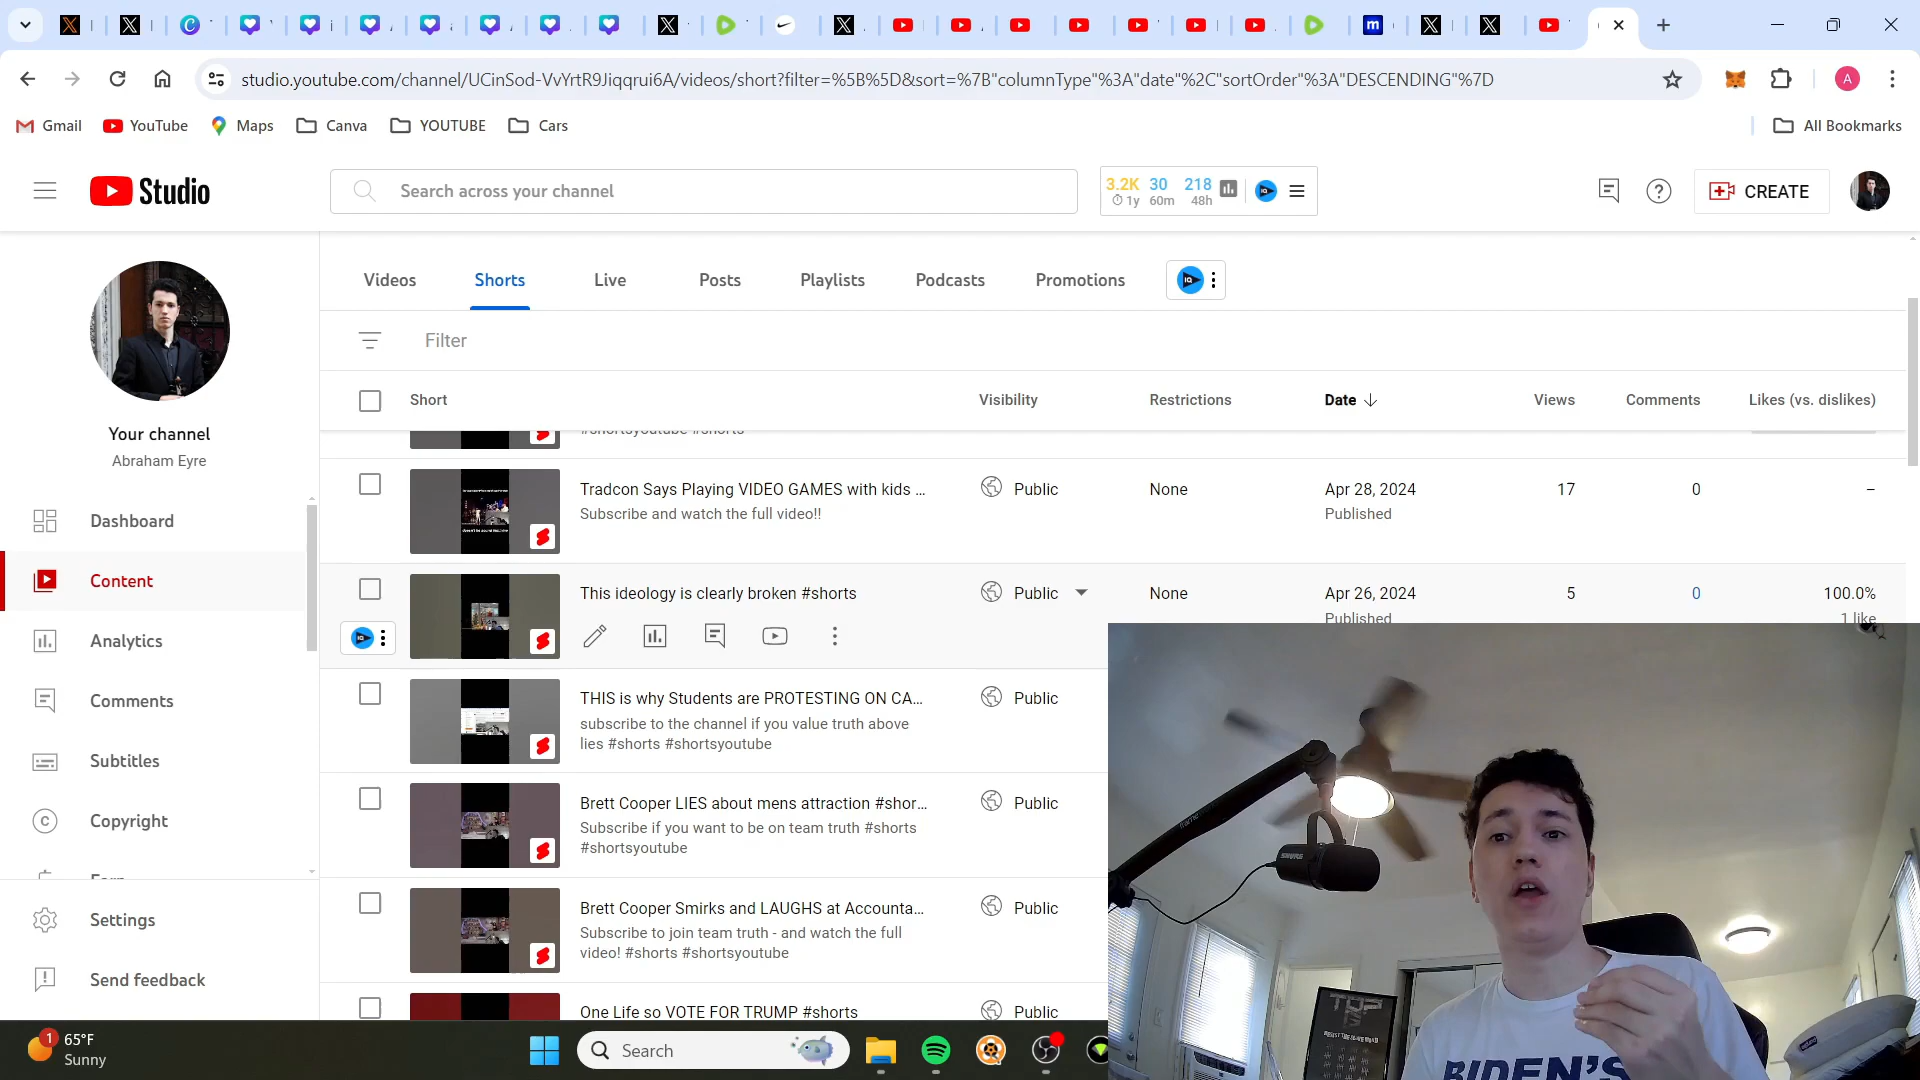 studio.youtube.com/channel/UCinSod-VvYrtR9Jiqqrui6A/videos/short?filter=%5B%5D&sort=%7B"columnType"%3A"date"%2C"sortOrder"%3A"DESCENDING"%7D
A
Gmail YouTube Maps Canva YOUTUBE Cars All Bookmarks
Studio
Search across your channel
3.2K 30 218
1y 60m 48h
CREATE
Videos Shorts Live Posts Playlists Podcasts Promotions
Filter
Short Visibility Restrictions Date Views Comments Likes (vs. dislikes)
#shortsyoutube #shorts
Tradcon Says Playing VIDEO GAMES with kids ... Public None Apr 28, 2024 17 0 –
Subscribe and watch the full video!! Published
This ideology is clearly broken #shorts Public None Apr 26, 2024 5 0 100.0%
Published 1 like
THIS is why Students are PROTESTING ON CA... Public
subscribe to the channel if you value truth above
lies #shorts #shortsyoutube
Brett Cooper LIES about mens attraction #shor... Public
Subscribe if you want to be on team truth #shorts
#shortsyoutube
Brett Cooper Smirks and LAUGHS at Accounta... Public
Subscribe to join team truth - and watch the full
video! #shorts #shortsyoutube
One Life so VOTE FOR TRUMP #shorts Public
Your channel
Abraham Eyre
Dashboard
Content
Analytics
Comments
Subtitles
Copyright
Earn
Settings
Send feedback
SHURE
TOP
BIDEN'S
1
65°F
Sunny
Search